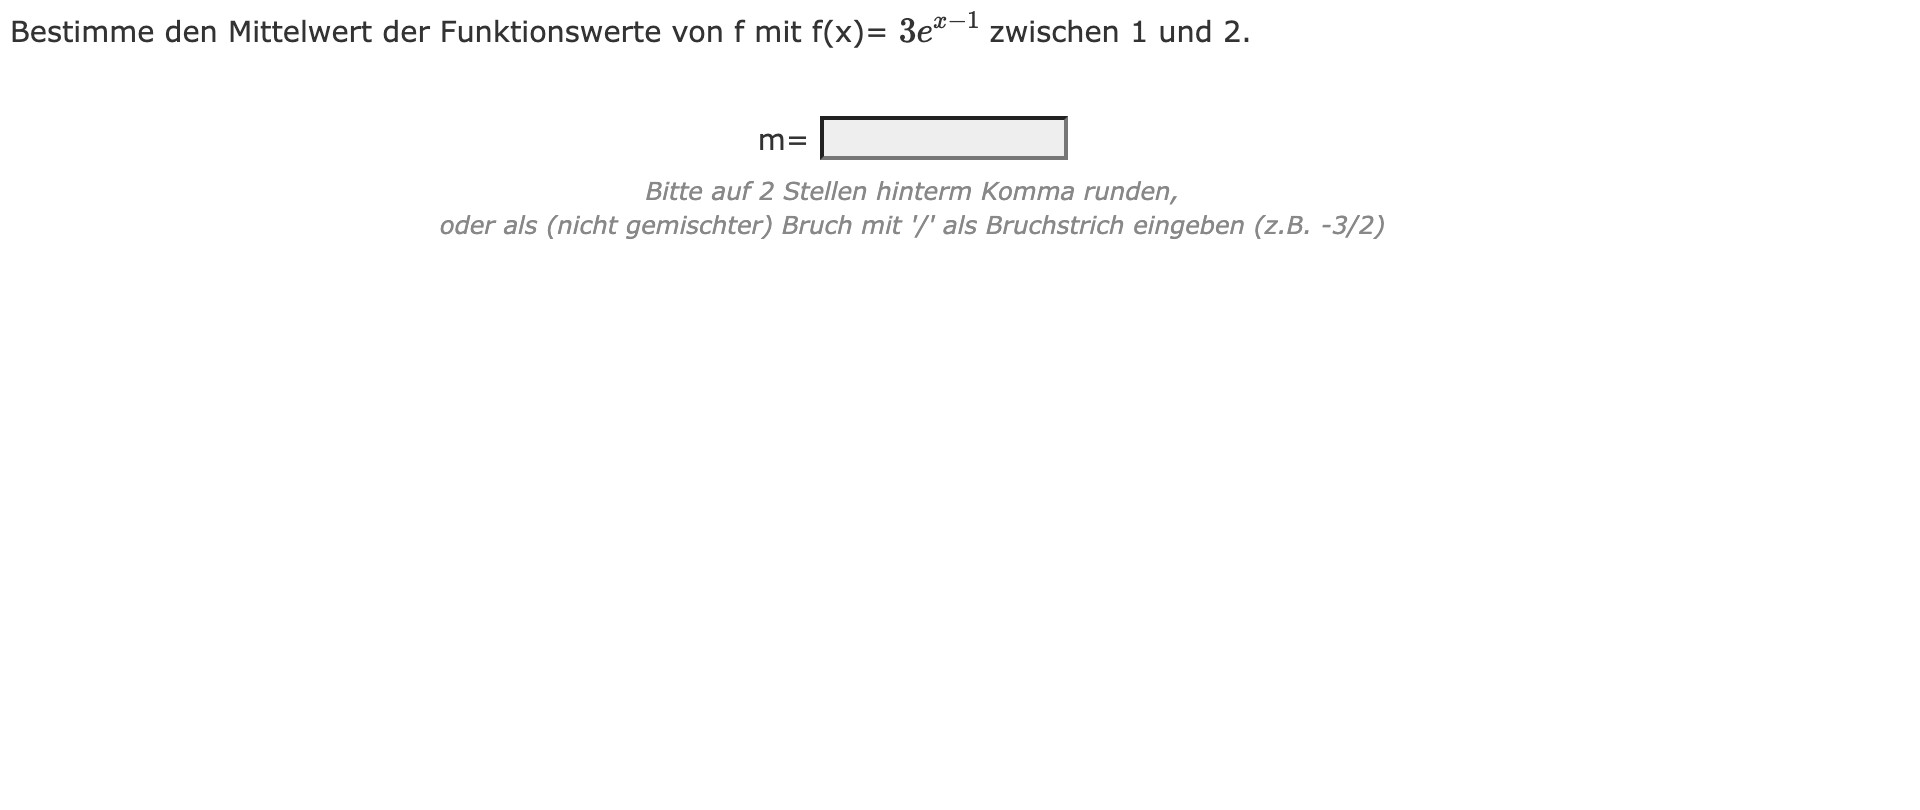 Bestimme den Mittelwert der Funktionswerte von f mit f(x)= $3e^{x-1}$ zwischen 1 und 2.
m=
Bitte auf 2 Stellen hinterm Komma runden,
oder als (nicht gemischter) Bruch mit '/' als Bruchstrich eingeben (z.B. -3/2)